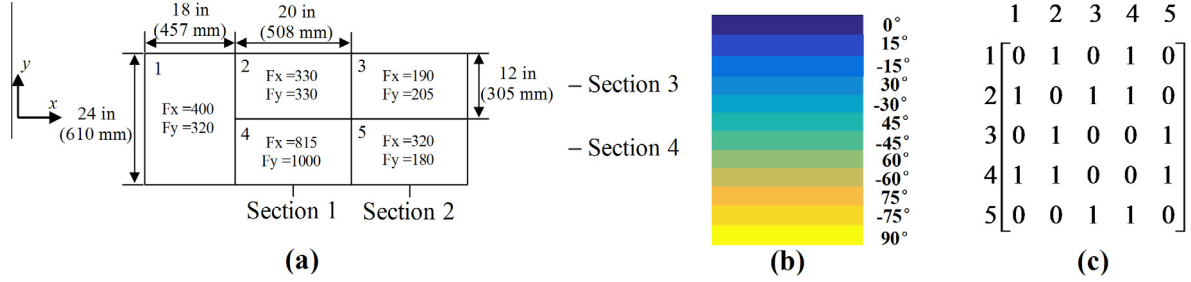 18 in
(457 mm)
20 in
(508 mm)
y
x
24 in
(610 mm)
1
Fx =400
Fy =320
2
Fx =330
Fy =330
3
Fx =190
Fy =205
4
Fx =815
Fy =1000
5
Fx =320
Fy =180
12 in
(305 mm)
– Section 3
– Section 4
Section 1
Section 2
(a)
0°
15°
-15°
30°
-30°
45°
-45°
60°
-60°
75°
-75°
90°
(b)
1 2 3 4 5
1 0 1 0 1 0
2 1 0 1 1 0
3 0 1 0 0 1
4 1 1 0 0 1
5 0 0 1 1 0
(c)